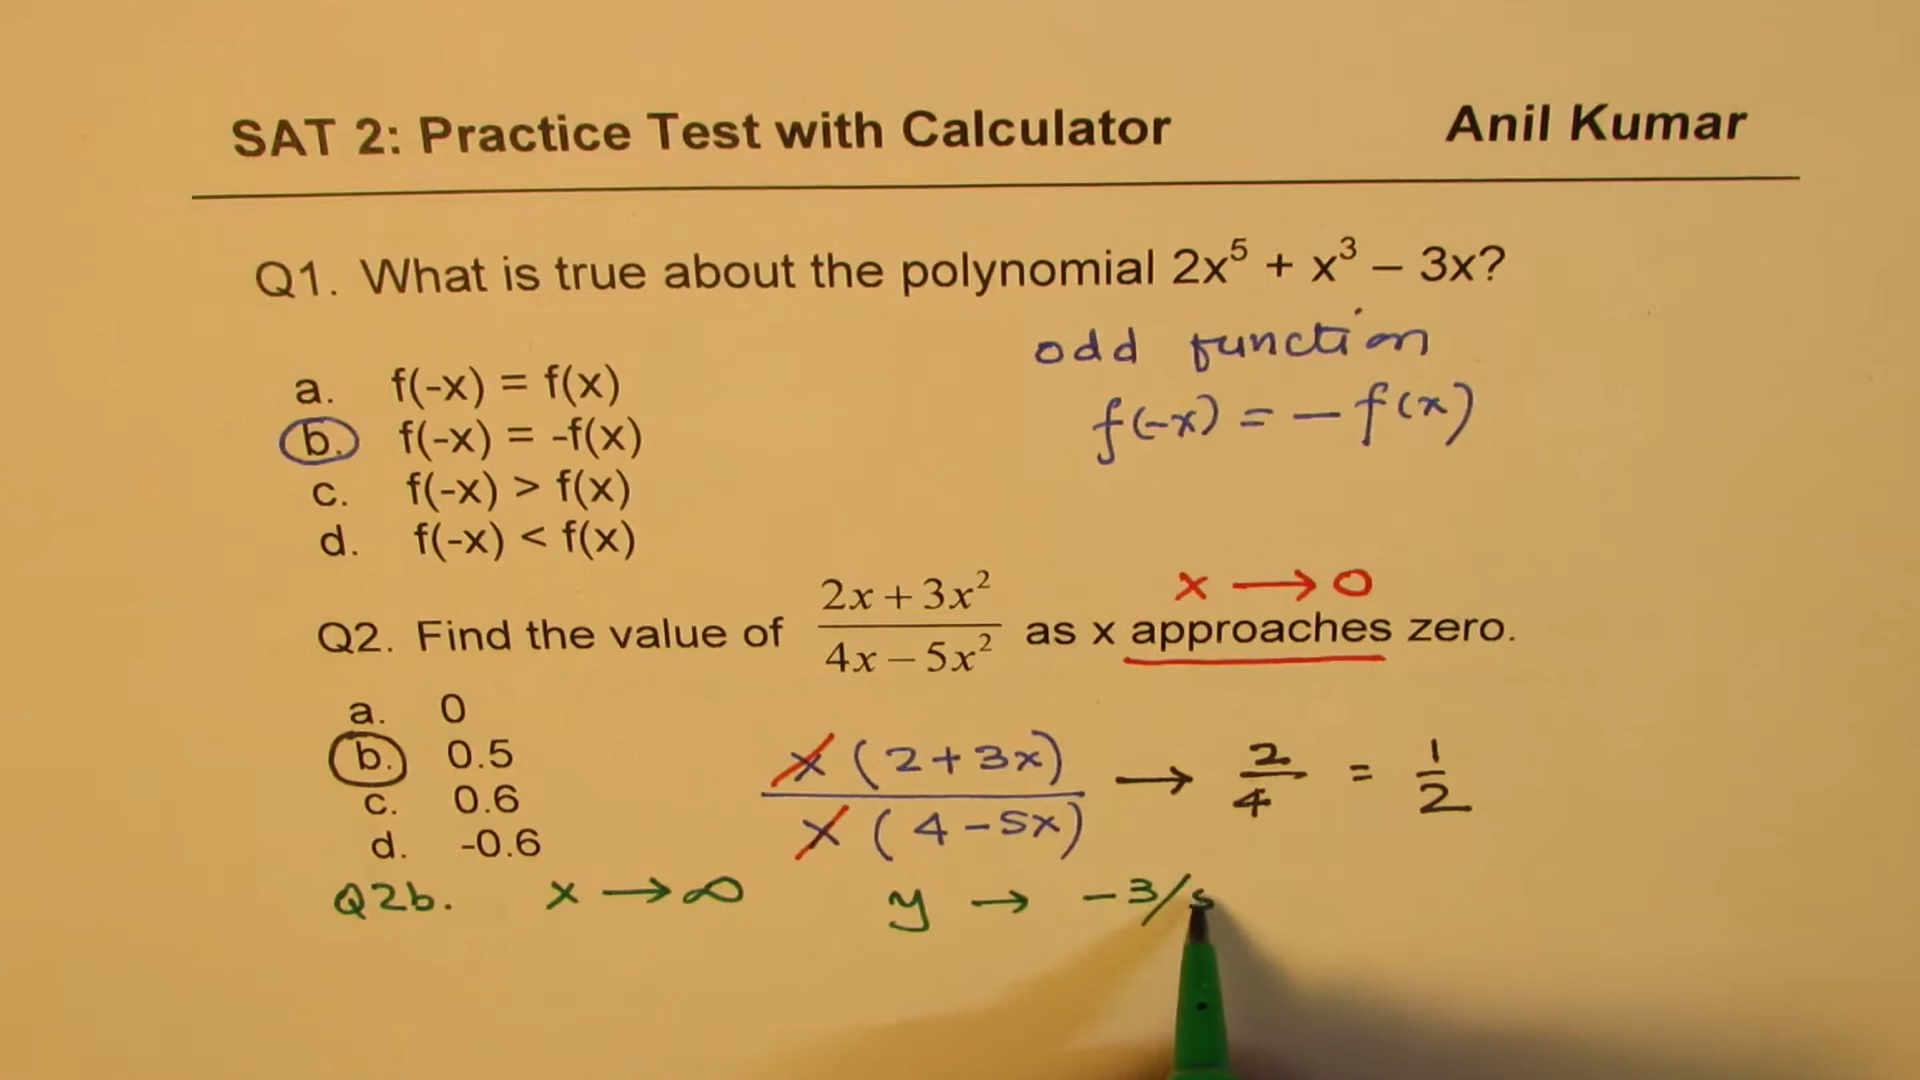 SAT 2: Practice Test with Calculator Anil Kumar
Q1. What is true about the polynomial 2x⁵ + x³ – 3x?
odd function
a. f(-x) = f(x)
f(-x) = - f(x)
b. f(-x) = -f(x)
c. f(-x) > f(x)
d. f(-x) < f(x)
x → 0
Q2. Find the value of (2x + 3x²)/(4x – 5x²) as x approaches zero.
a. 0
b. 0.5
c. 0.6
d. -0.6
x (2 + 3x) / x (4 - 5x) → 2/4 = 1/2
Q2b. x → ∞ y → -3/5